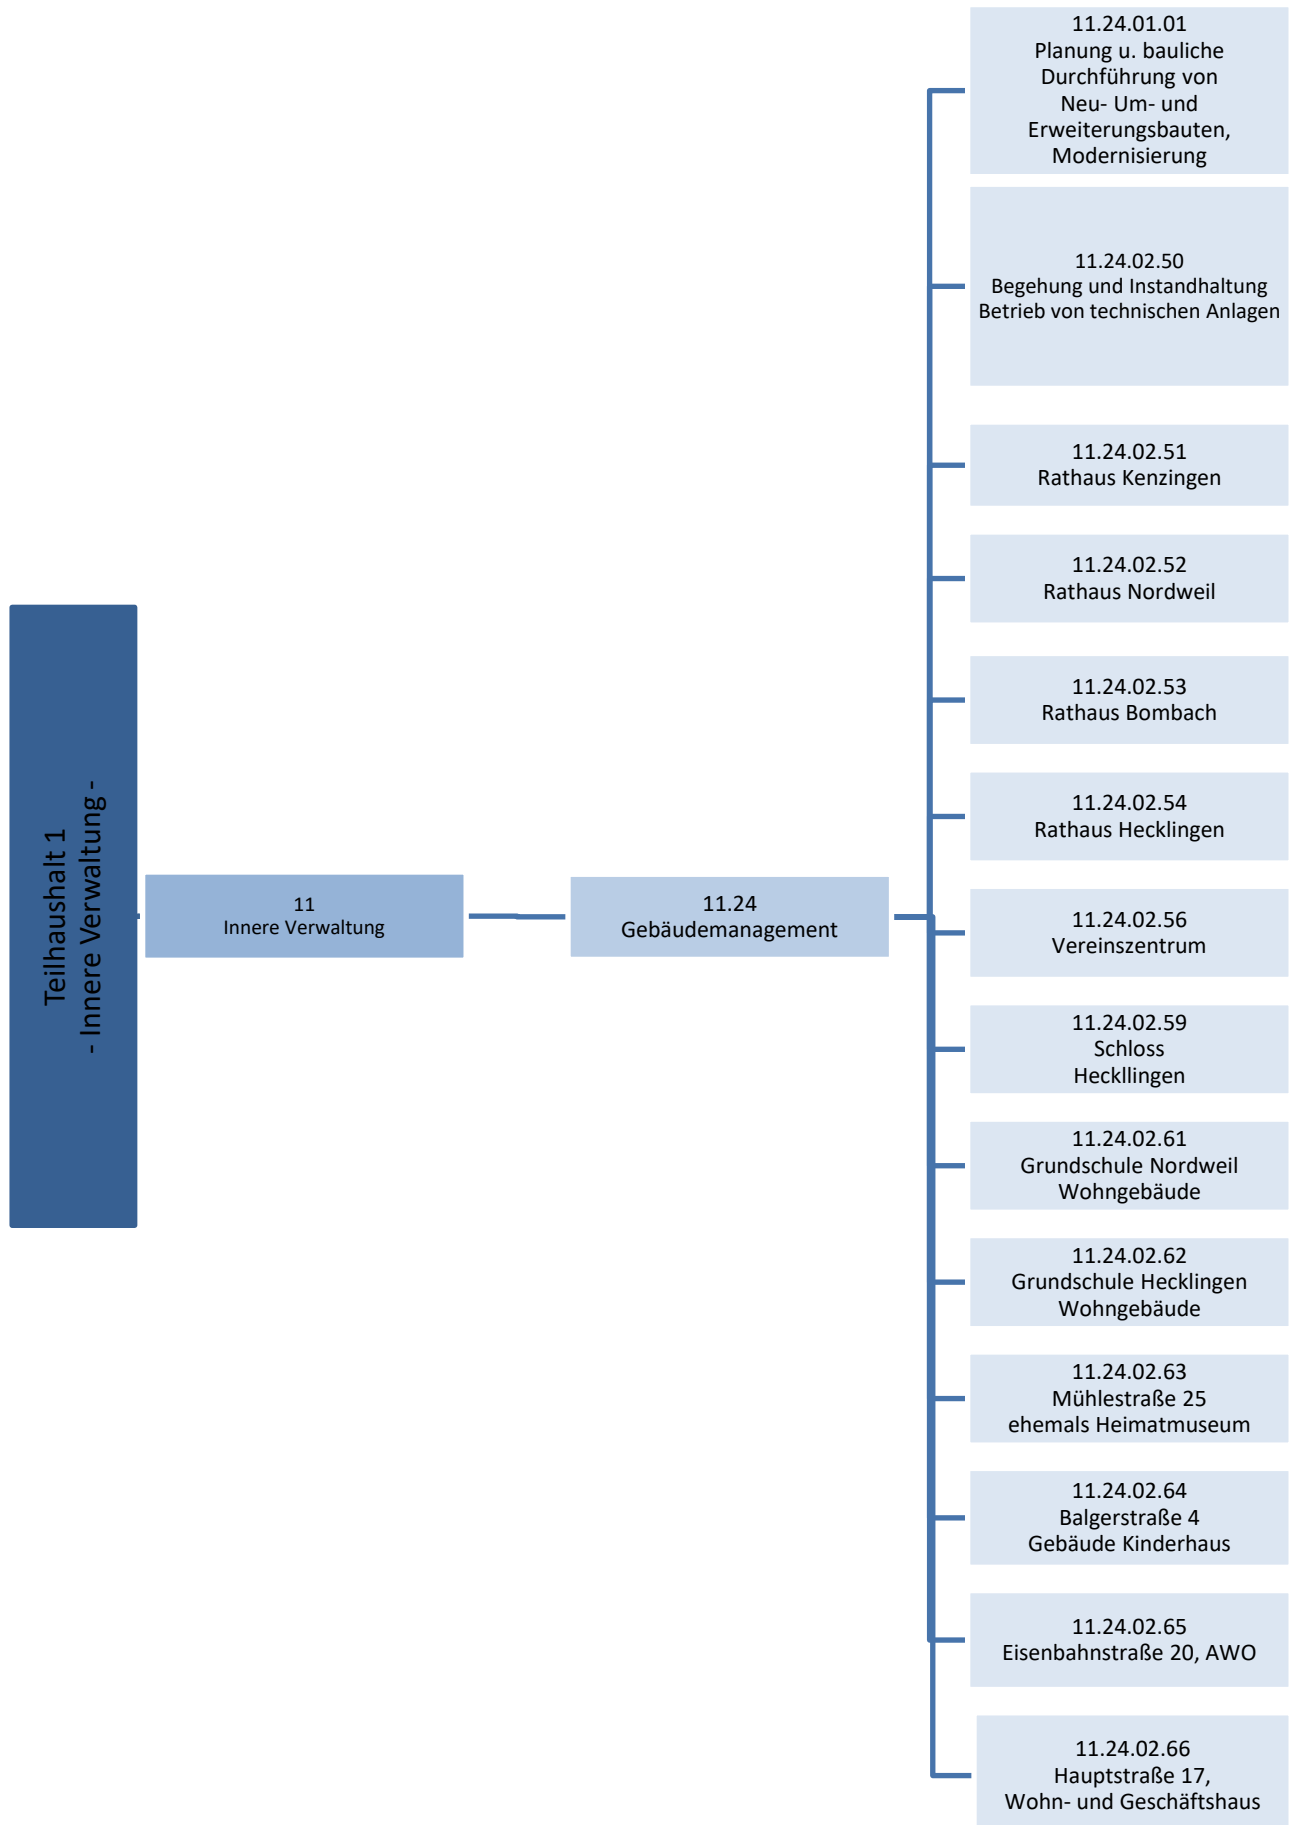 Teilhaushalt 1
- Innere Verwaltung -
11
Innere Verwaltung
11.24
Gebäudemanagement
11.24.01.01
Planung u. bauliche
Durchführung von
Neu- Um- und
Erweiterungsbauten,
Modernisierung
11.24.02.50
Begehung und Instandhaltung
Betrieb von technischen Anlagen
11.24.02.51
Rathaus Kenzingen
11.24.02.52
Rathaus Nordweil
11.24.02.53
Rathaus Bombach
11.24.02.54
Rathaus Hecklingen
11.24.02.56
Vereinszentrum
11.24.02.59
Schloss
Heckllingen
11.24.02.61
Grundschule Nordweil
Wohngebäude
11.24.02.62
Grundschule Hecklingen
Wohngebäude
11.24.02.63
Mühlestraße 25
ehemals Heimatmuseum
11.24.02.64
Balgerstraße 4
Gebäude Kinderhaus
11.24.02.65
Eisenbahnstraße 20, AWO
11.24.02.66
Hauptstraße 17,
Wohn- und Geschäftshaus